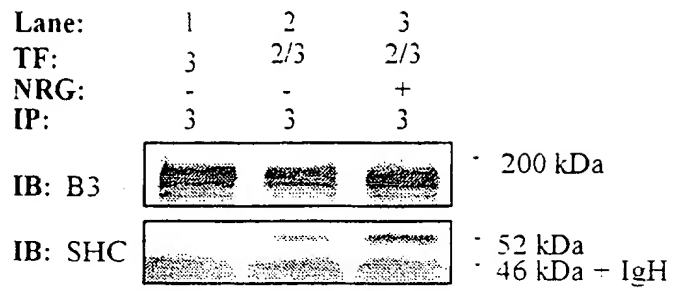 Lane: 1 2 3
TF: 3 2/3 2/3
NRG: - - +
IP: 3 3 3
IB: B3 - 200 kDa
IB: SHC - 52 kDa
- 46 kDa + IgH